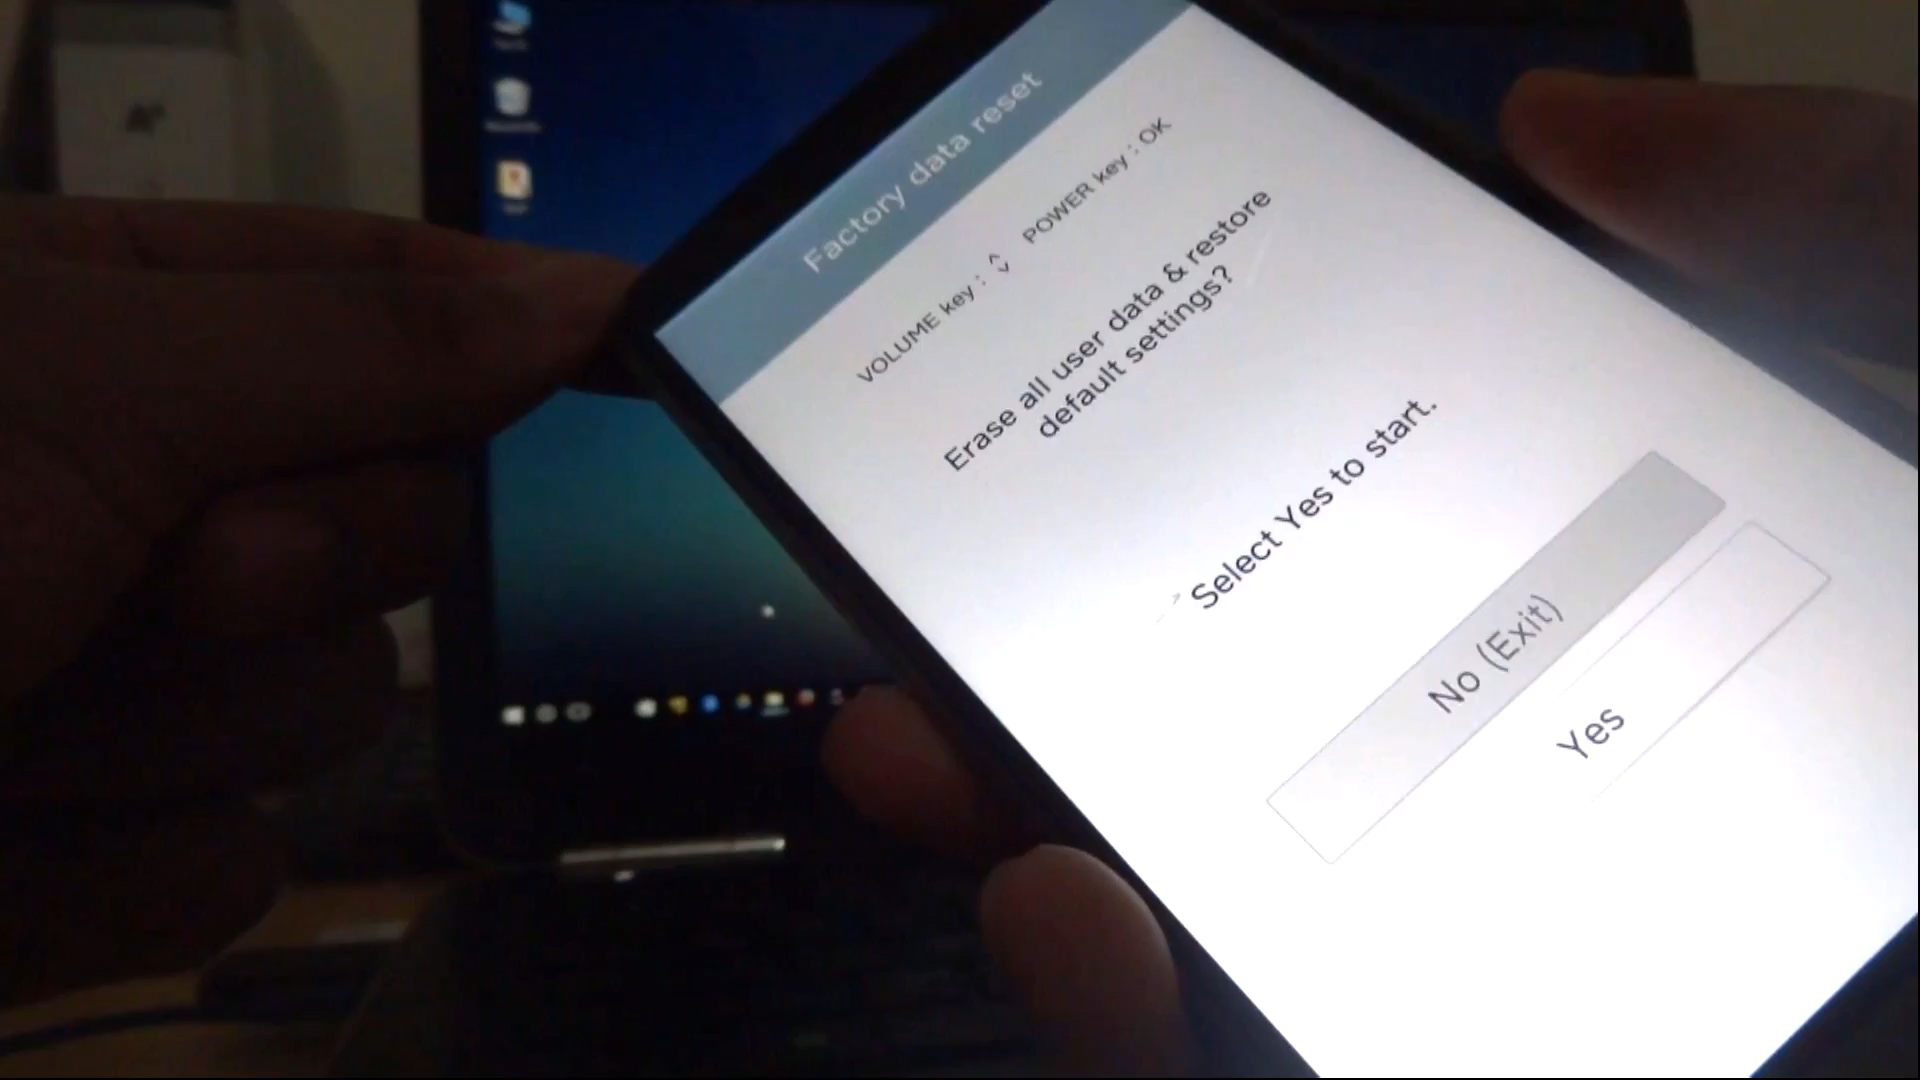 Factory data reset
VOLUME key : POWER key : OK
Erase all user data & restore
default settings?
Select Yes to start.
No (Exit)
Yes